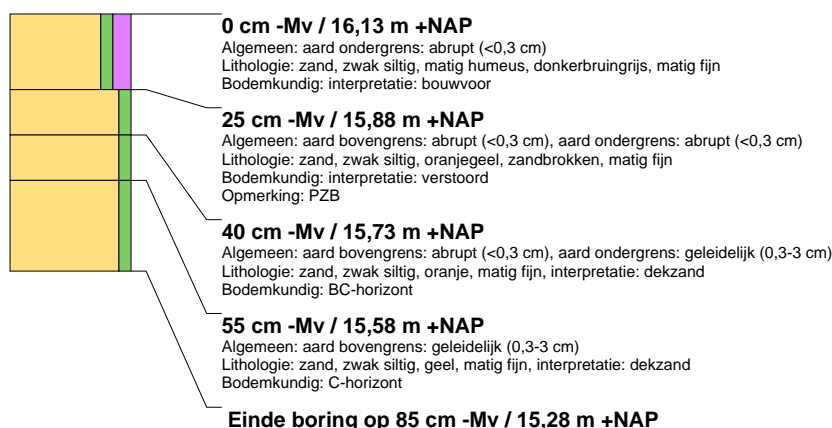 0 cm -Mv / 16,13 m +NAP
Algemeen: aard ondergrens: abrupt (<0,3 cm)
Lithologie: zand, zwak siltig, matig humeus, donkerbruingrijs, matig fijn
Bodemkundig: interpretatie: bouwvoor
25 cm -Mv / 15,88 m +NAP
Algemeen: aard bovengrens: abrupt (<0,3 cm), aard ondergrens: abrupt (<0,3 cm)
Lithologie: zand, zwak siltig, oranjegeel, zandbrokken, matig fijn
Bodemkundig: interpretatie: verstoord
Opmerking: PZB
40 cm -Mv / 15,73 m +NAP
Algemeen: aard bovengrens: abrupt (<0,3 cm), aard ondergrens: geleidelijk (0,3-3 cm)
Lithologie: zand, zwak siltig, oranje, matig fijn, interpretatie: dekzand
Bodemkundig: BC-horizont
55 cm -Mv / 15,58 m +NAP
Algemeen: aard bovengrens: geleidelijk (0,3-3 cm)
Lithologie: zand, zwak siltig, geel, matig fijn, interpretatie: dekzand
Bodemkundig: C-horizont
Einde boring op 85 cm -Mv / 15,28 m +NAP